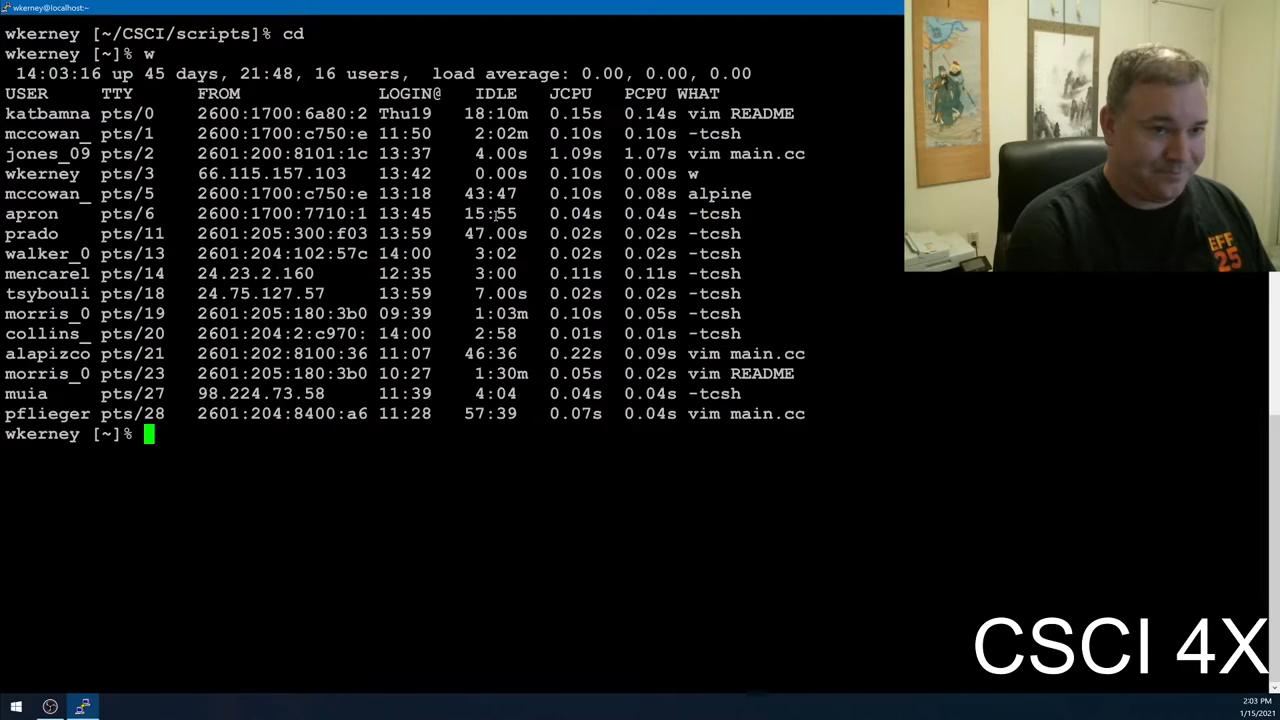 wkerney@localhost:~
wkerney [~/CSCI/scripts]% cd
wkerney [~]% w
14:03:16 up 45 days, 21:48, 16 users,  load average: 0.00, 0.00, 0.00
USER     TTY      FROM             LOGIN@   IDLE   JCPU   PCPU WHAT
katbamna pts/0    2600:1700:6a80:2 Thu19   18:10m  0.15s  0.14s vim README
mccowan_ pts/1    2600:1700:c750:e 11:50    2:02m  0.10s  0.10s -tcsh
jones_09 pts/2    2601:200:8101:1c 13:37    4.00s  1.09s  1.07s vim main.cc
wkerney  pts/3    66.115.157.103   13:42    0.00s  0.10s  0.00s w
mccowan_ pts/5    2600:1700:c750:e 13:18   43:47   0.10s  0.08s alpine
apron    pts/6    2600:1700:7710:1 13:45   15:55   0.04s  0.04s -tcsh
prado    pts/11   2601:205:300:f03 13:59   47.00s  0.02s  0.02s -tcsh
walker_0 pts/13   2601:204:102:57c 14:00    3:02   0.02s  0.02s -tcsh
mencarel pts/14   24.23.2.160      12:35    3:00   0.11s  0.11s -tcsh
tsybouli pts/18   24.75.127.57     13:59    7.00s  0.02s  0.02s -tcsh
morris_0 pts/19   2601:205:180:3b0 09:39    1:03m  0.10s  0.05s -tcsh
collins_ pts/20   2601:204:2:c970: 14:00    2:58   0.01s  0.01s -tcsh
alapizco pts/21   2601:202:8100:36 11:07   46:36   0.22s  0.09s vim main.cc
morris_0 pts/23   2601:205:180:3b0 10:27    1:30m  0.05s  0.02s vim README
muia     pts/27   98.224.73.58     11:39    4:04   0.04s  0.04s -tcsh
pflieger pts/28   2601:204:8400:a6 11:28   57:39   0.07s  0.04s vim main.cc
wkerney [~]%
EFF
25
CSCI 4X
2:03 PM
1/15/2021